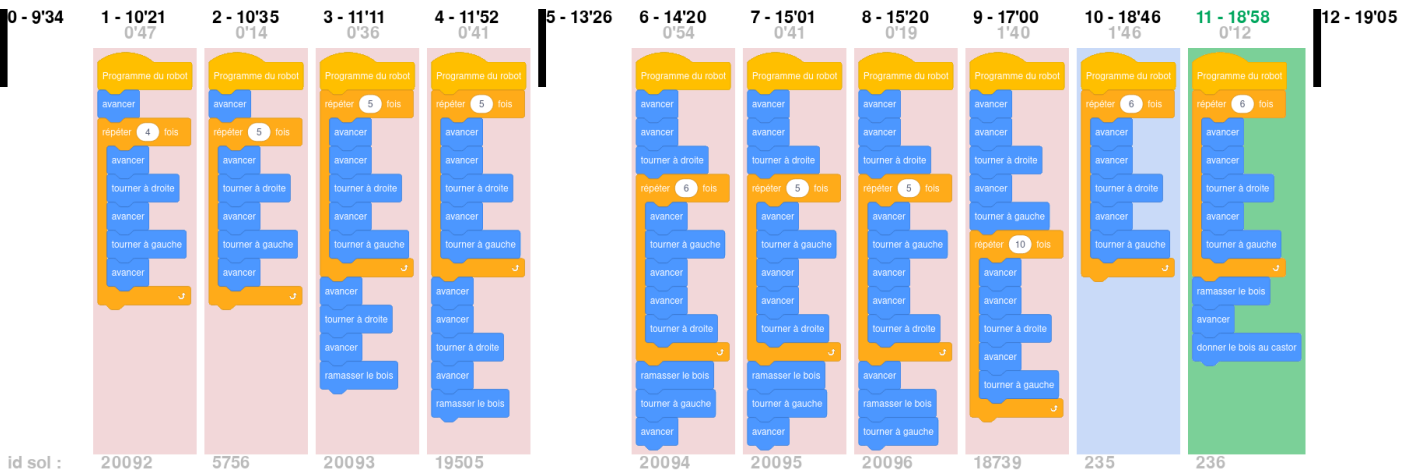 0 - 9'34
1 - 10'21
0'47
2 - 10'35
0'14
3 - 11'11
0'36
4 - 11'52
0'41
5 - 13'26
6 - 14'20
0'54
7 - 15'01
0'41
8 - 15'20
0'19
9 - 17'00
1'40
10 - 18'46
1'46
11 - 18'58
0'12
12 - 19'05
Programme du robot
avancer
répéter 4 fois
avancer
tourner à droite
avancer
tourner à gauche
avancer
Programme du robot
avancer
répéter 5 fois
avancer
tourner à droite
avancer
tourner à gauche
avancer
Programme du robot
répéter 5 fois
avancer
avancer
tourner à droite
avancer
tourner à gauche
avancer
tourner à droite
avancer
ramasser le bois
Programme du robot
répéter 5 fois
avancer
avancer
tourner à droite
avancer
tourner à gauche
avancer
avancer
tourner à droite
avancer
ramasser le bois
Programme du robot
avancer
avancer
tourner à droite
répéter 6 fois
avancer
tourner à gauche
avancer
avancer
tourner à droite
ramasser le bois
tourner à gauche
avancer
Programme du robot
avancer
avancer
tourner à droite
répéter 5 fois
avancer
tourner à gauche
avancer
avancer
tourner à droite
ramasser le bois
tourner à gauche
avancer
Programme du robot
avancer
avancer
tourner à droite
répéter 5 fois
avancer
tourner à gauche
avancer
avancer
tourner à droite
avancer
ramasser le bois
tourner à gauche
Programme du robot
avancer
avancer
tourner à droite
avancer
tourner à gauche
répéter 10 fois
avancer
avancer
tourner à droite
avancer
tourner à gauche
Programme du robot
répéter 6 fois
avancer
avancer
tourner à droite
avancer
tourner à gauche
Programme du robot
répéter 6 fois
avancer
avancer
tourner à droite
avancer
tourner à gauche
ramasser le bois
avancer
donner le bois au castor
id sol : 20092 5756 20093 19505 20094 20095 20096 18739 235 236